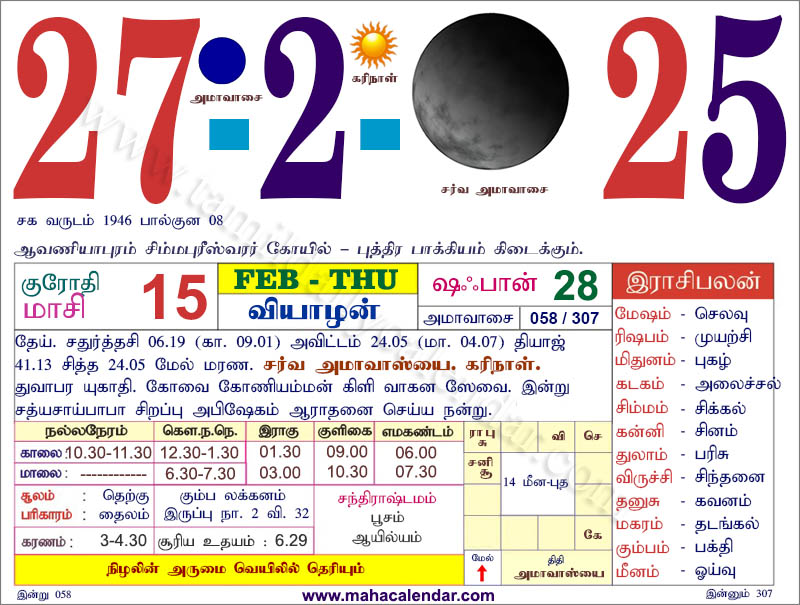 27-2-25
அமாவாசை
கரிநாள்
சர்வ அமாவாசை
சக வருடம் 1946 பால்குன 08
ஆவணியாபுரம் சிம்மபுரீஸ்வரர் கோயில் – புத்திர பாக்கியம் கிடைக்கும்.
குரோதி
மாசி 15
FEB - THU
வியாழன்
ஷஃபான் 28
அமாவாசை 058 / 307
தேய். சதுர்த்தசி 06.19 (கா. 09.01) அவிட்டம் 24.05 (மா. 04.07) தியாஜ்
41.13 சித்த 24.05 மேல் மரண. சர்வ அமாவாஸ்யை. கரிநாள்.
துவாபர யுகாதி. கோவை கோணியம்மன் கிளி வாகன ஸேவை. இன்று
சத்யசாய்பாபா சிறப்பு அபிஷேகம் ஆராதனை செய்ய நன்று.
நல்லநேரம் கௌ.ந.நெ. இராகு குளிகை எமகண்டம்
காலை: 10.30-11.30 12.30-1.30 01.30 09.00 06.00
மாலை: ------------ 6.30-7.30 03.00 10.30 07.30
சூலம் : தெற்கு
பரிகாரம் : தைலம்
கும்ப லக்கனம்
இருப்பு நா. 2 வி. 32
கரணம் : 3-4.30
சூரிய உதயம் : 6.29
சந்திராஷ்டமம்
பூசம்
ஆயில்யம்
நிழலின் அருமை வெயிலில் தெரியும்
ரா பு
சு
வி
செ
சனி
சூ
14 மீன-புத
கே
மேல்
↑
திதி
அமாவாஸ்யை
இராசிபலன்
மேஷம் - செலவு
ரிஷபம் - முயற்சி
மிதுனம் - புகழ்
கடகம் - அலைச்சல்
சிம்மம் - சிக்கல்
கன்னி - சினம்
துலாம் - பரிசு
விருச்சி - சிந்தனை
தனுசு - கவனம்
மகரம் - தடங்கல்
கும்பம் - பக்தி
மீனம் - ஓய்வு
இன்று 058
www.mahacalendar.com
இன்னும் 307
www.tamildailycalendar.com